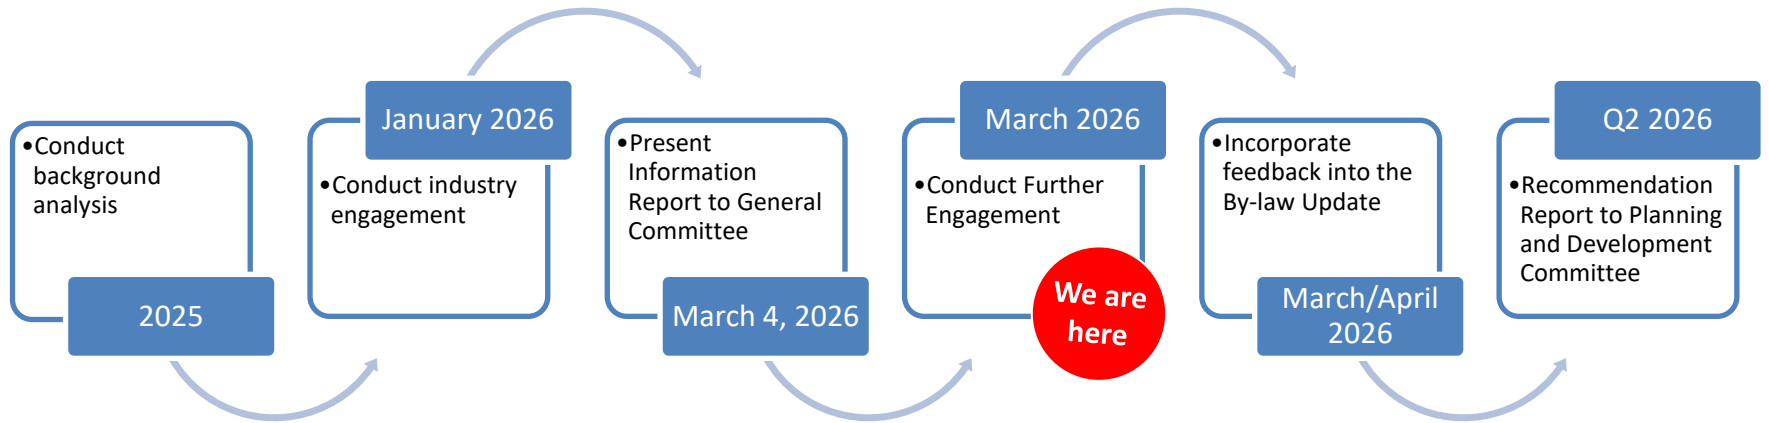 •Conduct
background
analysis
2025
January 2026
•Conduct industry
engagement
•Present
Information
Report to General
Committee
March 4, 2026
March 2026
•Conduct Further
Engagement
We are
here
•Incorporate
feedback into the
By-law Update
March/April
2026
Q2 2026
•Recommendation
Report to Planning
and Development
Committee